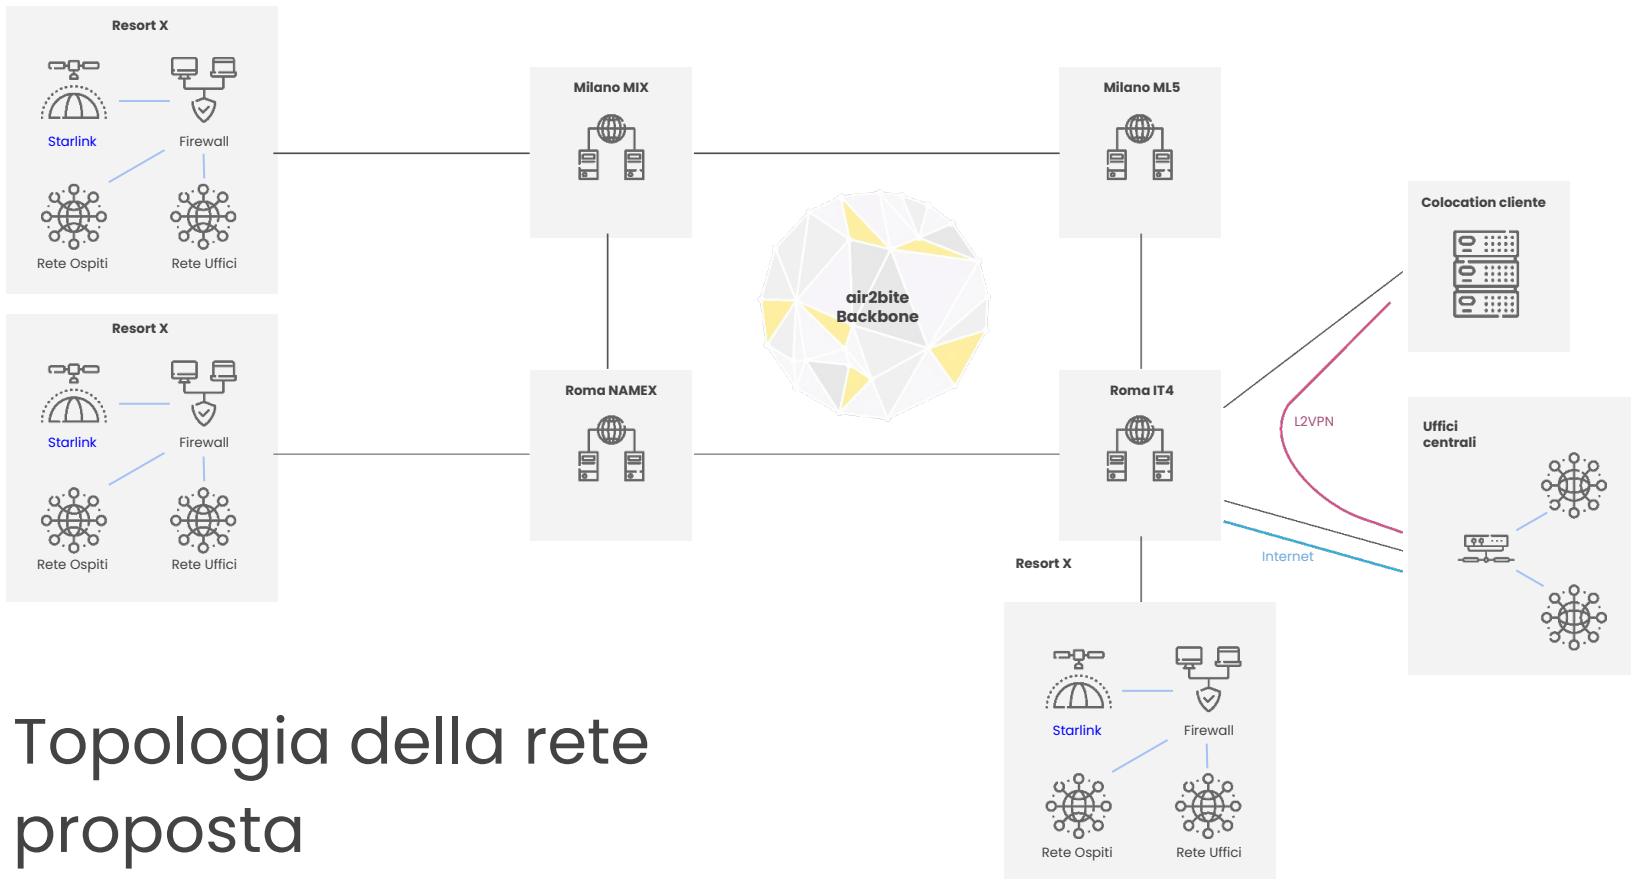 Resort X
Starlink
Firewall
Rete Ospiti
Rete Uffici
Resort X
Starlink
Firewall
Rete Ospiti
Rete Uffici
Milano MIX
Milano ML5
air2bite
Backbone
Roma NAMEX
Roma IT4
Colocation cliente
L2VPN
Uffici
centrali
Internet
Resort X
Starlink
Firewall
Rete Ospiti
Rete Uffici
Topologia della rete
proposta